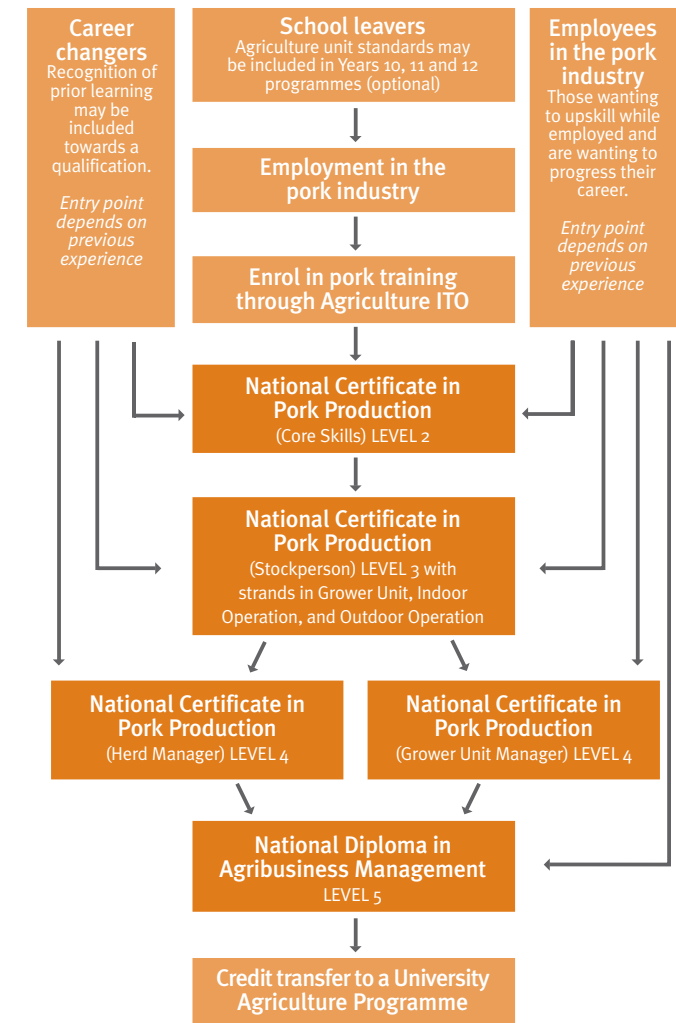 Career
changers
Recognition of
prior learning
may be
included
towards a
qualification.
Entry point
depends on
previous
experience
School leavers
Agriculture unit standards may
be included in Years 10, 11 and 12
programmes (optional)
Employees
in the pork
industry
Those wanting
to upskill while
employed and
are wanting to
progress their
career.
Entry point
depends on
previous
experience
Employment in the
pork industry
Enrol in pork training
through Agriculture ITO
National Certificate in
Pork Production
(Core Skills) LEVEL 2
National Certificate in
Pork Production
(Stockperson) LEVEL 3 with
strands in Grower Unit, Indoor
Operation, and Outdoor Operation
National Certificate in
Pork Production
(Herd Manager) LEVEL 4
National Certificate in
Pork Production
(Grower Unit Manager) LEVEL 4
National Diploma in
Agribusiness Management
LEVEL 5
Credit transfer to a University
Agriculture Programme